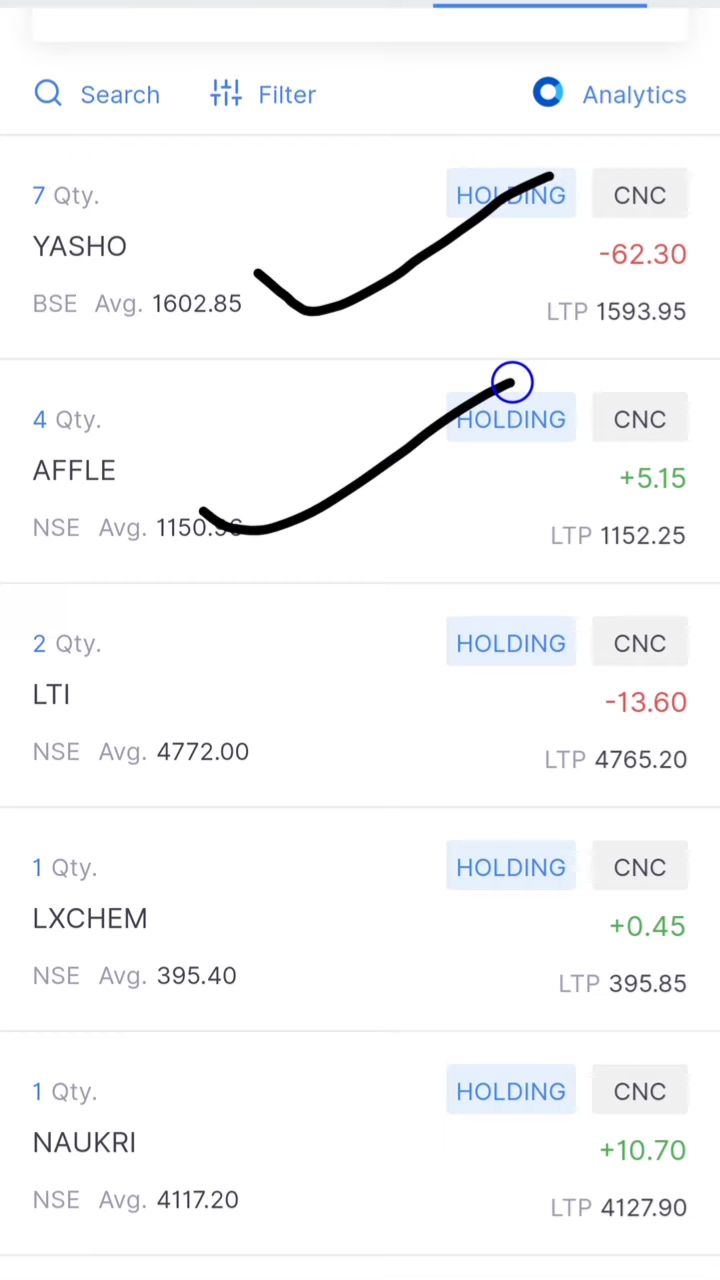 Search Filter Analytics
7 Qty. HOLDING CNC
YASHO -62.30
BSE Avg. 1602.85 LTP 1593.95
4 Qty. HOLDING CNC
AFFLE +5.15
NSE Avg. LTP 1152.25
2 Qty. HOLDING CNC
LTI -13.60
NSE Avg. 4772.00 LTP 4765.20
1 Qty. HOLDING CNC
LXCHEM +0.45
NSE Avg. 395.40 LTP 395.85
1 Qty. HOLDING CNC
NAUKRI +10.70
NSE Avg. 4117.20 LTP 4127.90